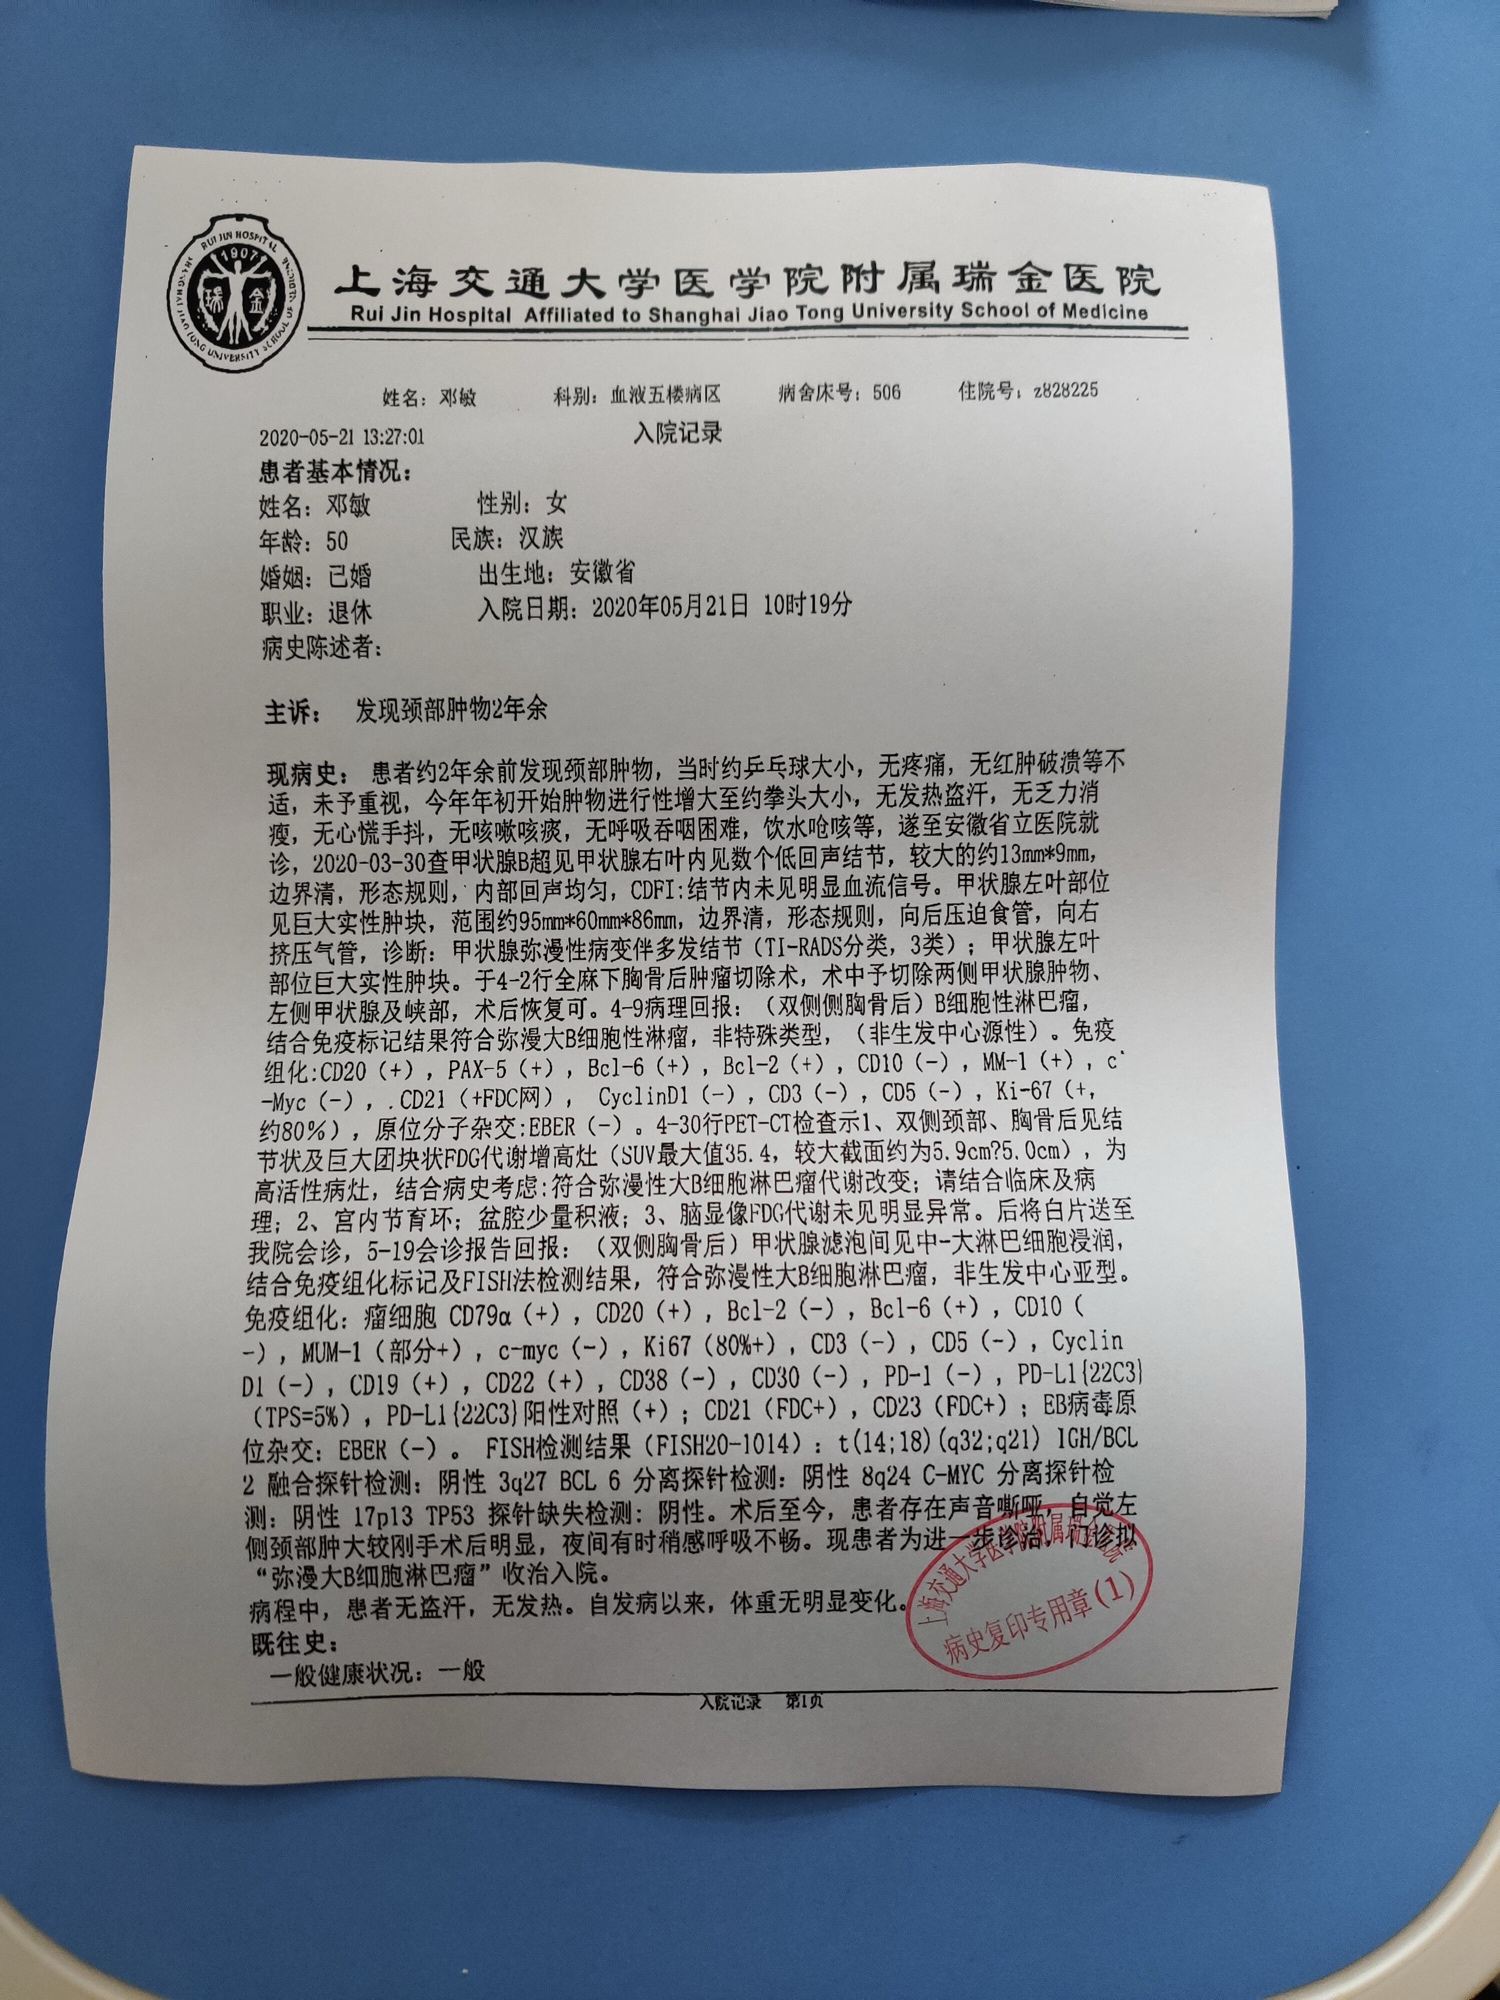 RUI JIN HOSPITAL
1907
瑞 金
SHANGHAI JIAO TONG UNIVERSITY SCHOOL OF MEDICINE
上海交通大学医学院附属瑞金医院
Rui Jin Hospital Affiliated to Shanghai Jiao Tong University School of Medicine
姓名：邓敏 科别：血液五楼病区 病舍床号：506 住院号：z828225
2020-05-21 13:27:01 入院记录
患者基本情况：
姓名：邓敏 性别：女
年龄：50 民族：汉族
婚姻：已婚 出生地：安徽省
职业：退休 入院日期：2020年05月21日 10时19分
病史陈述者：
主诉： 发现颈部肿物2年余
现病史： 患者约2年余前发现颈部肿物，当时约乒乓球大小，无疼痛，无红肿破溃等不
适，未予重视，今年年初开始肿物进行性增大至约拳头大小，无发热盗汗，无乏力消
瘦，无心慌手抖，无咳嗽咳痰，无呼吸吞咽困难，饮水呛咳等，遂至安徽省立医院就
诊，2020-03-30查甲状腺B超见甲状腺右叶内见数个低回声结节，较大的约13mm*9mm，
边界清，形态规则，内部回声均匀，CDFI:结节内未见明显血流信号。甲状腺左叶部位
见巨大实性肿块，范围约95mm*60mm*86mm，边界清，形态规则，向后压迫食管，向右
挤压气管，诊断：甲状腺弥漫性病变伴多发结节（TI-RADS分类，3类）；甲状腺左叶
部位巨大实性肿块。于4-2行全麻下胸骨后肿瘤切除术，术中予切除两侧甲状腺肿物、
左侧甲状腺及峡部，术后恢复可。4-9病理回报：（双侧侧胸骨后）B细胞性淋巴瘤，
结合免疫标记结果符合弥漫大B细胞性淋瘤，非特殊类型，（非生发中心源性）。免疫
组化:CD20（+），PAX-5（+），Bcl-6（+），Bcl-2（+），CD10（-），MM-1（+），c
-Myc（-），.CD21（+FDC网）， CyclinD1（-），CD3（-），CD5（-），Ki-67（+，
约80%），原位分子杂交:EBER（-）。4-30行PET-CT检查示1、双侧颈部、胸骨后见结
节状及巨大团块状FDG代谢增高灶（SUV最大值35.4，较大截面约为5.9cm?5.0cm），为
高活性病灶，结合病史考虑:符合弥漫性大B细胞淋巴瘤代谢改变；请结合临床及病
理；2、宫内节育环；盆腔少量积液；3、脑显像FDG代谢未见明显异常。后将白片送至
我院会诊，5-19会诊报告回报：（双侧胸骨后）甲状腺滤泡间见中-大淋巴细胞浸润，
结合免疫组化标记及FISH法检测结果，符合弥漫性大B细胞淋巴瘤，非生发中心亚型。
免疫组化：瘤细胞 CD79α（+），CD20（+），Bcl-2（-），Bcl-6（+），CD10（
-），MUM-1（部分+），c-myc（-），Ki67（80%+），CD3（-），CD5（-），Cyclin
D1（-），CD19（+），CD22（+），CD38（-），CD30（-），PD-1（-），PD-L1{22C3}
（TPS=5%），PD-L1{22C3}阳性对照（+）；CD21（FDC+），CD23（FDC+）；EB病毒原
位杂交：EBER（-）。 FISH检测结果（FISH20-1014）：t(14;18)(q32;q21) IGH/BCL
2 融合探针检测：阴性 3q27 BCL 6 分离探针检测：阴性 8q24 C-MYC 分离探针检
测：阴性 17p13 TP53 探针缺失检测：阴性。术后至今，患者存在声音嘶哑，自觉左
侧颈部肿大较刚手术后明显，夜间有时稍感呼吸不畅。现患者为进一步诊治，门诊拟
“弥漫大B细胞淋巴瘤”收治入院。
病程中，患者无盗汗，无发热。自发病以来，体重无明显变化。
上海交通大学医学院附属瑞金医院
病史复印专用章(1)
既往史：
一般健康状况：一般
入院记录 第1页